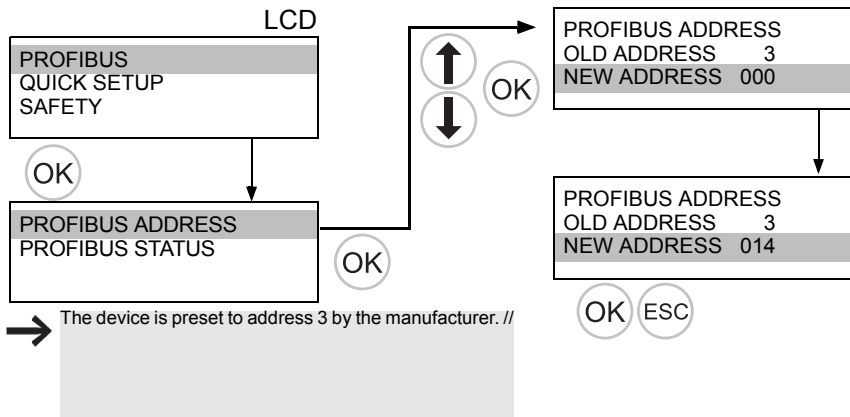 LCD
PROFIBUS
QUICK SETUP
SAFETY
OK
PROFIBUS ADDRESS
PROFIBUS STATUS
OK
The device is preset to address 3 by the manufacturer. //
OK
PROFIBUS ADDRESS
OLD ADDRESS 3
NEW ADDRESS 000
PROFIBUS ADDRESS
OLD ADDRESS 3
NEW ADDRESS 014
OK ESC